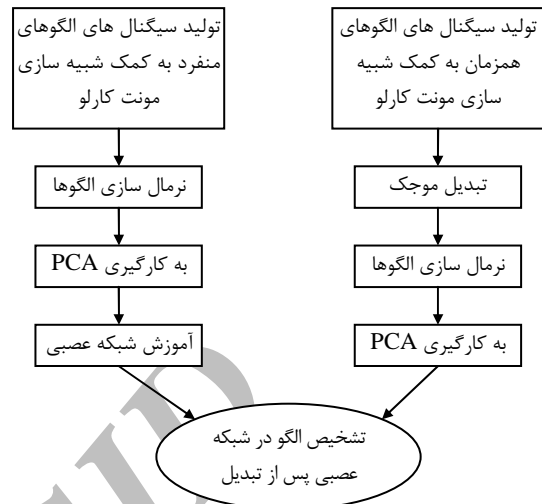 تولید سیگنال های الگوهای
همزمان به کمک شبیه
سازی مونت کارلو
تبدیل موجک
نرمال سازی الگوها
به کارگیری PCA
تولید سیگنال های الگوهای
منفرد به کمک شبیه سازی
مونت کارلو
نرمال سازی الگوها
به کارگیری PCA
آموزش شبکه عصبی
تشخیص الگو در شبکه
عصبی پس از تبدیل